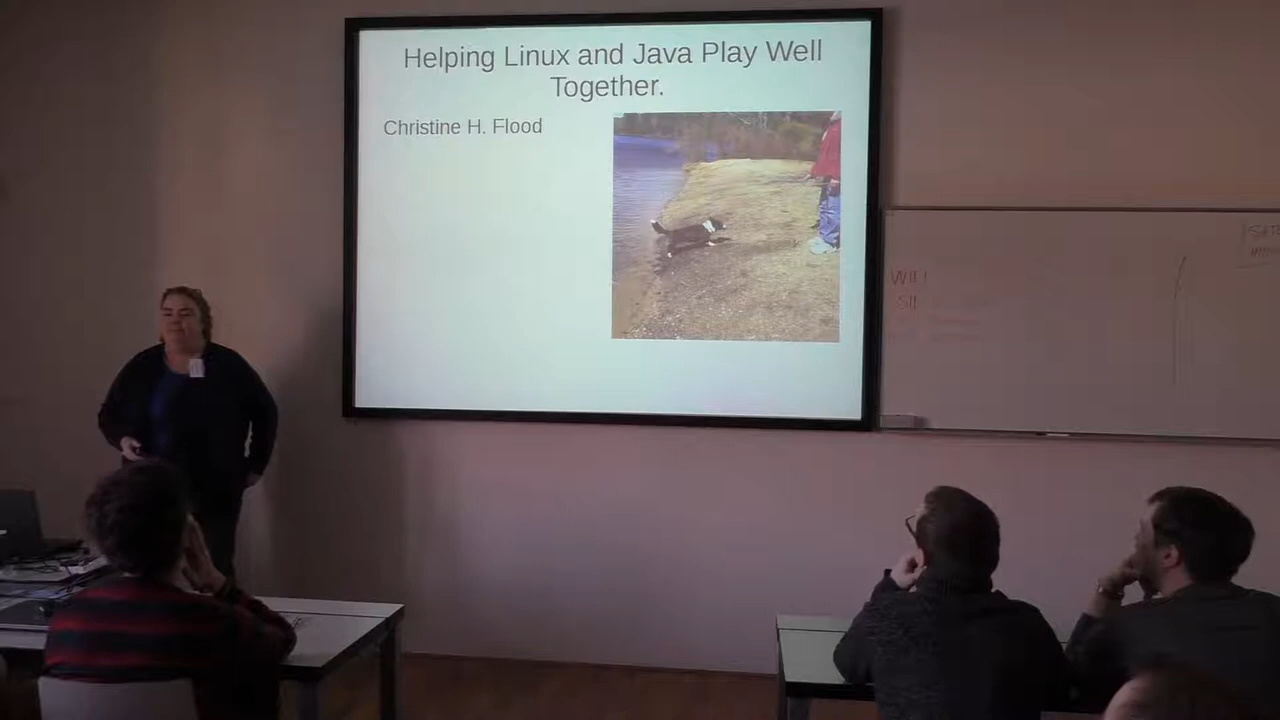 Helping Linux and Java Play Well
Together.
Christine H. Flood